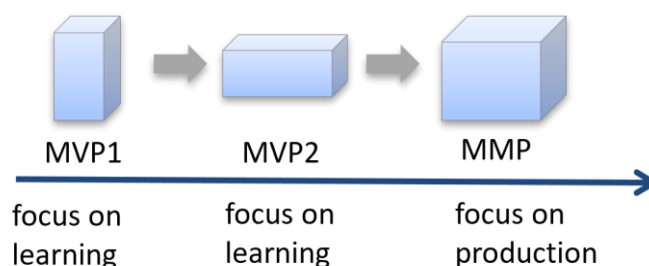 MVP1
MVP2
MMP
focus on
learning
focus on
learning
focus on
production